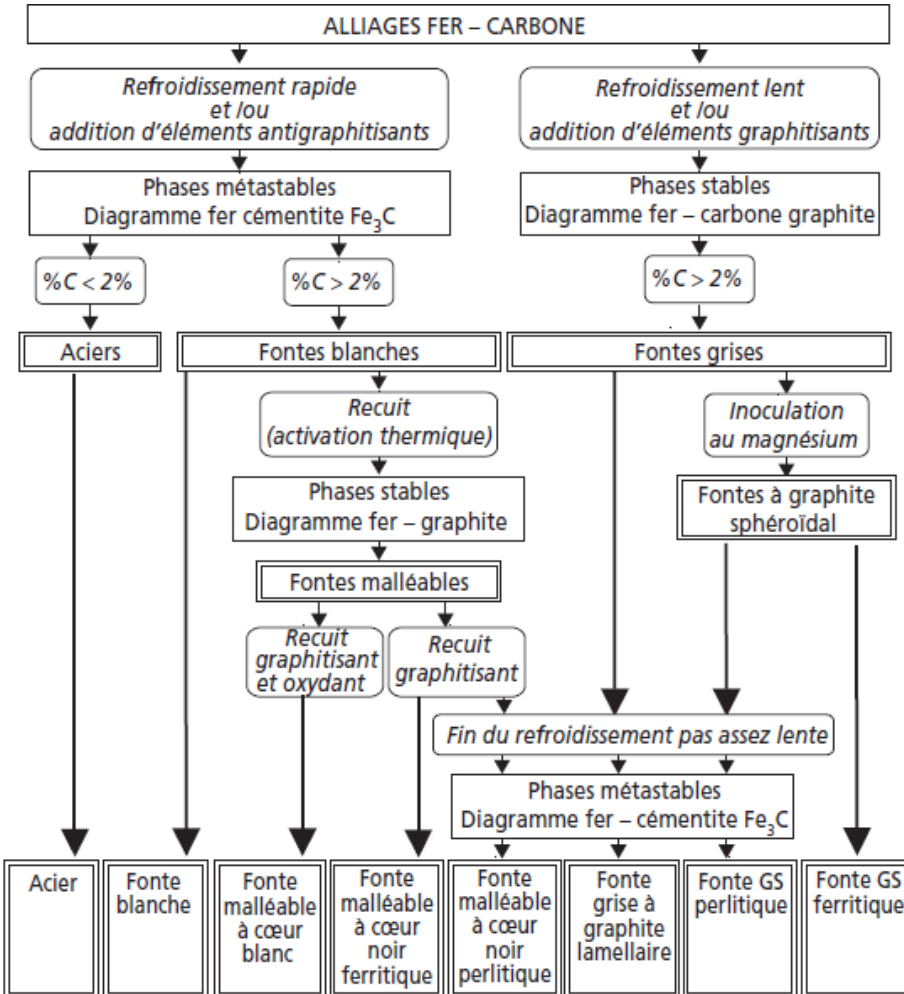 ALLIAGES FER – CARBONE
Refroidissement rapide
et /ou
addition d'éléments antigraphitisants
Refroidissement lent
et /ou
addition d'éléments graphitisants
Phases métastables
Diagramme fer cémentite Fe₃C
Phases stables
Diagramme fer – carbone graphite
%C < 2%
%C > 2%
%C > 2%
Aciers
Fontes blanches
Fontes grises
Recuit
(activation thermique)
Inoculation
au magnésium
Phases stables
Diagramme fer – graphite
Fontes à graphite
sphéroïdal
Fontes malléables
Recuit
graphitisant
et oxydant
Recuit
graphitisant
Fin du refroidissement pas assez lente
Phases métastables
Diagramme fer – cémentite Fe₃C
Acier
Fonte
blanche
Fonte
malléable
à cœur
blanc
Fonte
malléable
à cœur
noir
ferritique
Fonte
malléable
à cœur
noir
perlitique
Fonte
grise à
graphite
lamellaire
Fonte GS
perlitique
Fonte GS
ferritique